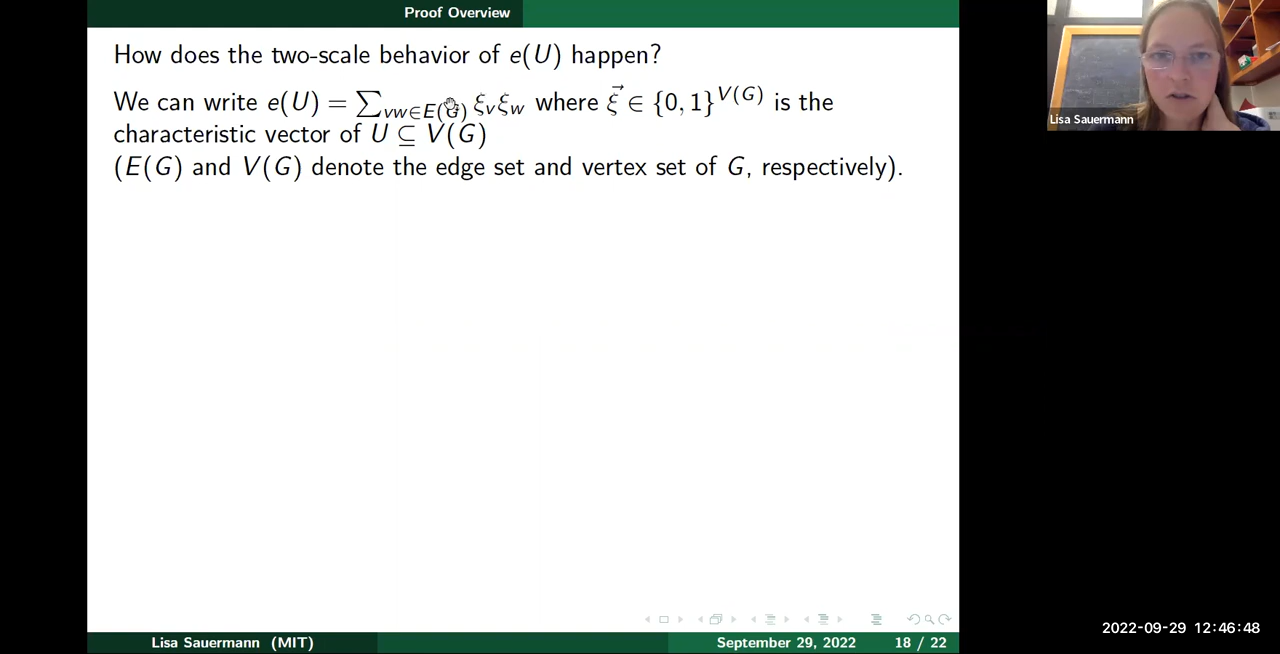 Proof Overview
How does the two-scale behavior of e(U) happen?
We can write e(U) = ∑_{vw∈E(G)} ξ_v ξ_w where ξ⃗ ∈ {0, 1}^{V(G)} is the
characteristic vector of U ⊆ V(G)
(E(G) and V(G) denote the edge set and vertex set of G, respectively).
Lisa Sauermann (MIT)
September 29, 2022
18 / 22
Lisa Sauermann
2022-09-29 12:46:48